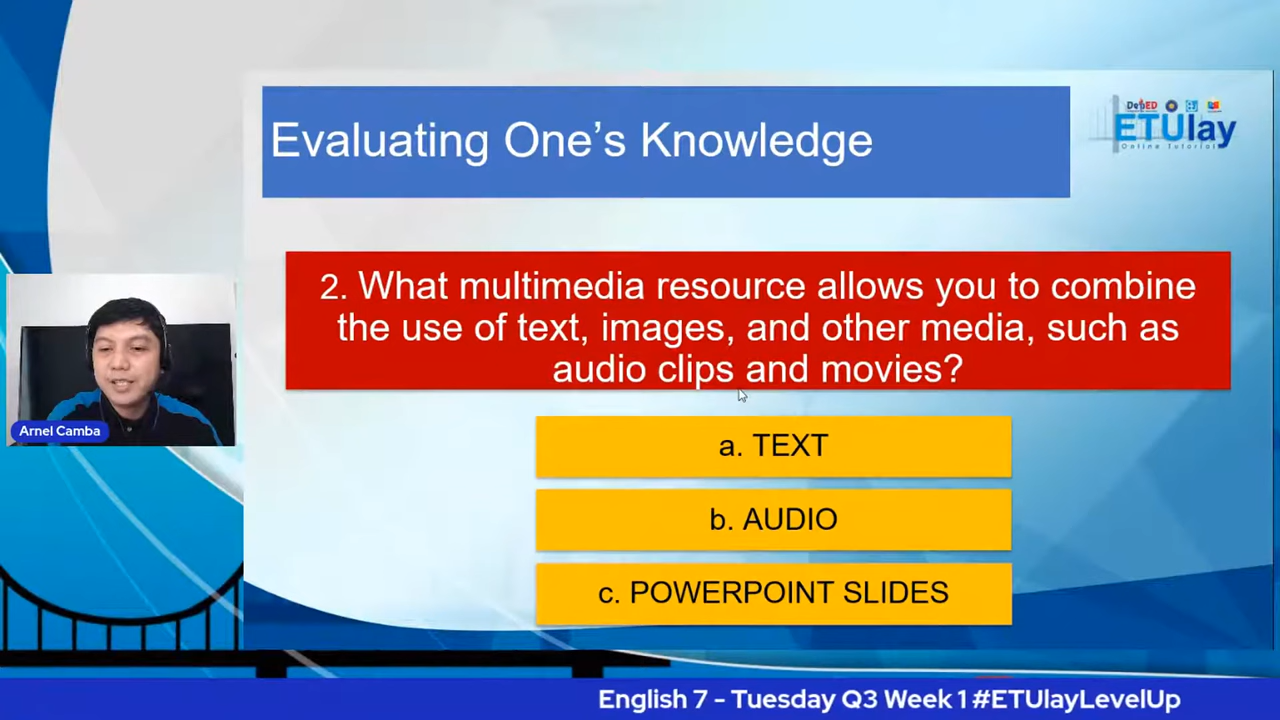 Evaluating One's Knowledge
DepED
ETUlay
Online Tutorial
2. What multimedia resource allows you to combine
the use of text, images, and other media, such as
audio clips and movies?
Arnel Camba
a. TEXT
b. AUDIO
c. POWERPOINT SLIDES
English 7 - Tuesday Q3 Week 1 #ETUlayLevelUp